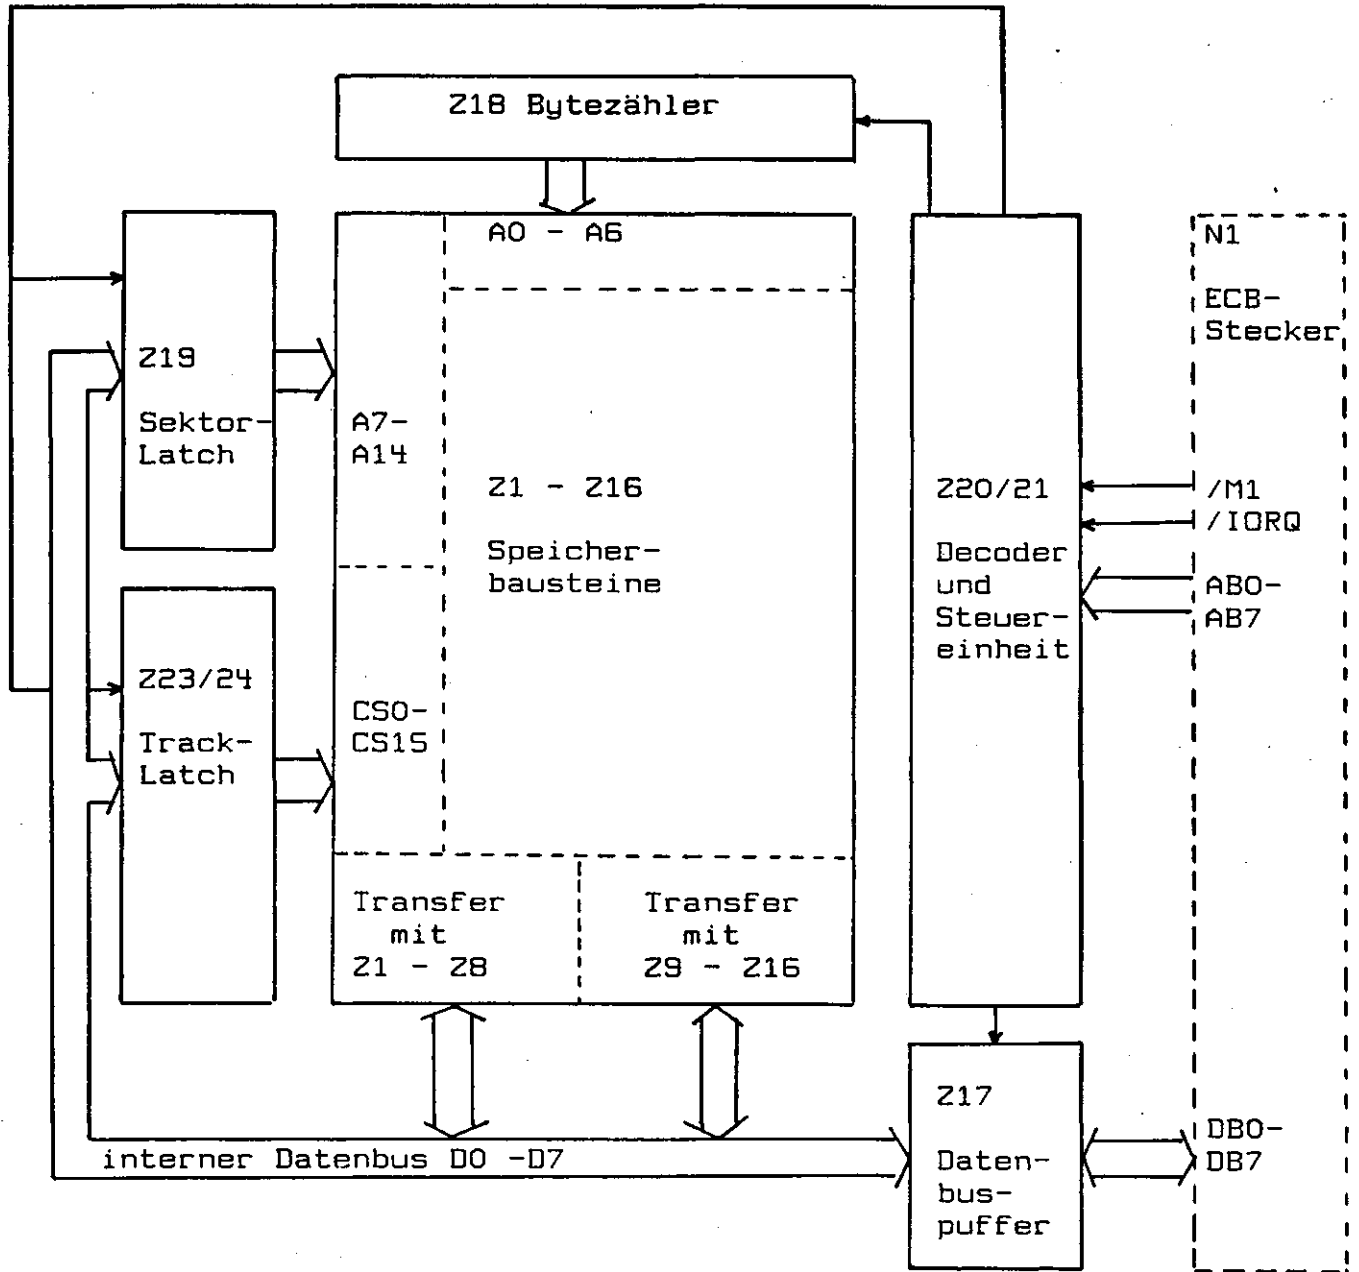 Z18 Bytezähler
A0 - A6
N1
ECB-
Stecker
Z19
Sektor-
Latch
A7-
A14
Z1 - Z16
Speicher-
bausteine
Z20/21
Decoder
und
Steuer-
einheit
/M1
/IORQ
AB0-
AB7
Z23/24
Track-
Latch
CS0-
CS15
Transfer
mit
Z1 - Z8
Transfer
mit
Z9 - Z16
Z17
Daten-
bus-
puffer
DB0-
DB7
interner Datenbus D0 -D7